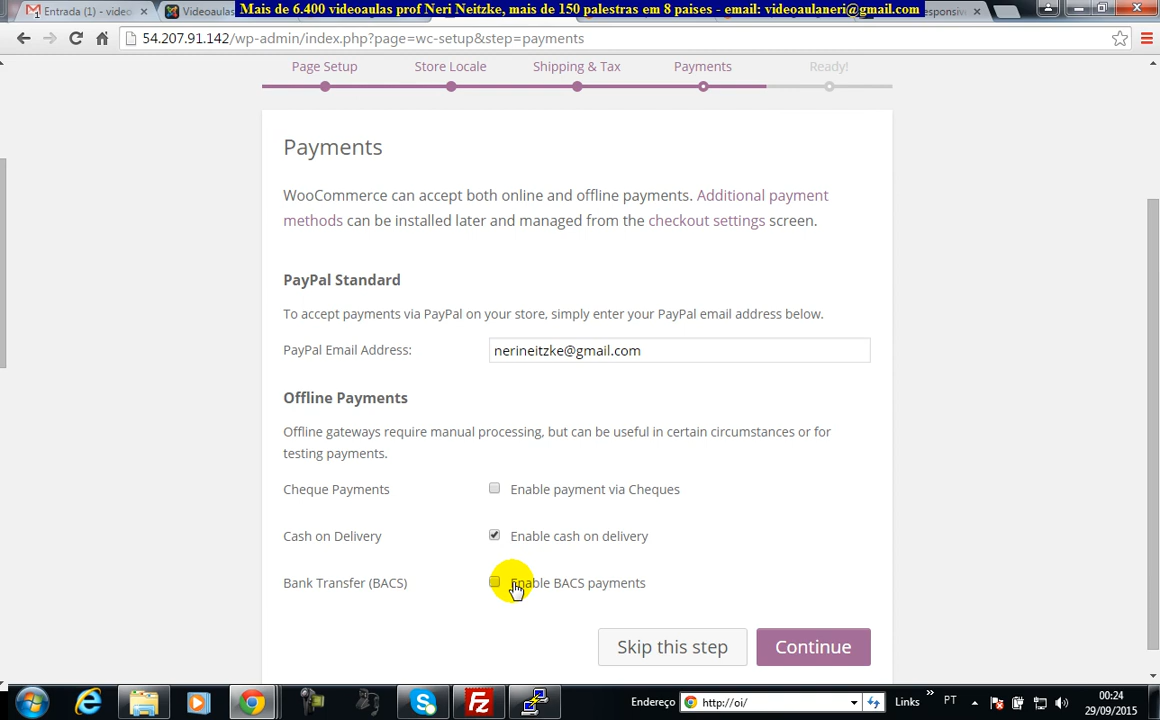 Mais de 6.400 videoaulas prof Neri Neitzke, mais de 150 palestras em 8 paises - email: videoaulaneri@gmail.com
Entrada (1) - video
Videoaulas
esponsiv
54.207.91.142/wp-admin/index.php?page=wc-setup&step=payments
Page Setup
Store Locale
Shipping & Tax
Payments
Ready!
Payments
WooCommerce can accept both online and offline payments. Additional payment
methods can be installed later and managed from the checkout settings screen.
PayPal Standard
To accept payments via PayPal on your store, simply enter your PayPal email address below.
PayPal Email Address:
nerineitzke@gmail.com
Offline Payments
Offline gateways require manual processing, but can be useful in certain circumstances or for
testing payments.
Cheque Payments
Enable payment via Cheques
Cash on Delivery
Enable cash on delivery
Bank Transfer (BACS)
Enable BACS payments
Skip this step
Continue
Endereço
http://oi/
Links
»
PT
00:24
29/09/2015